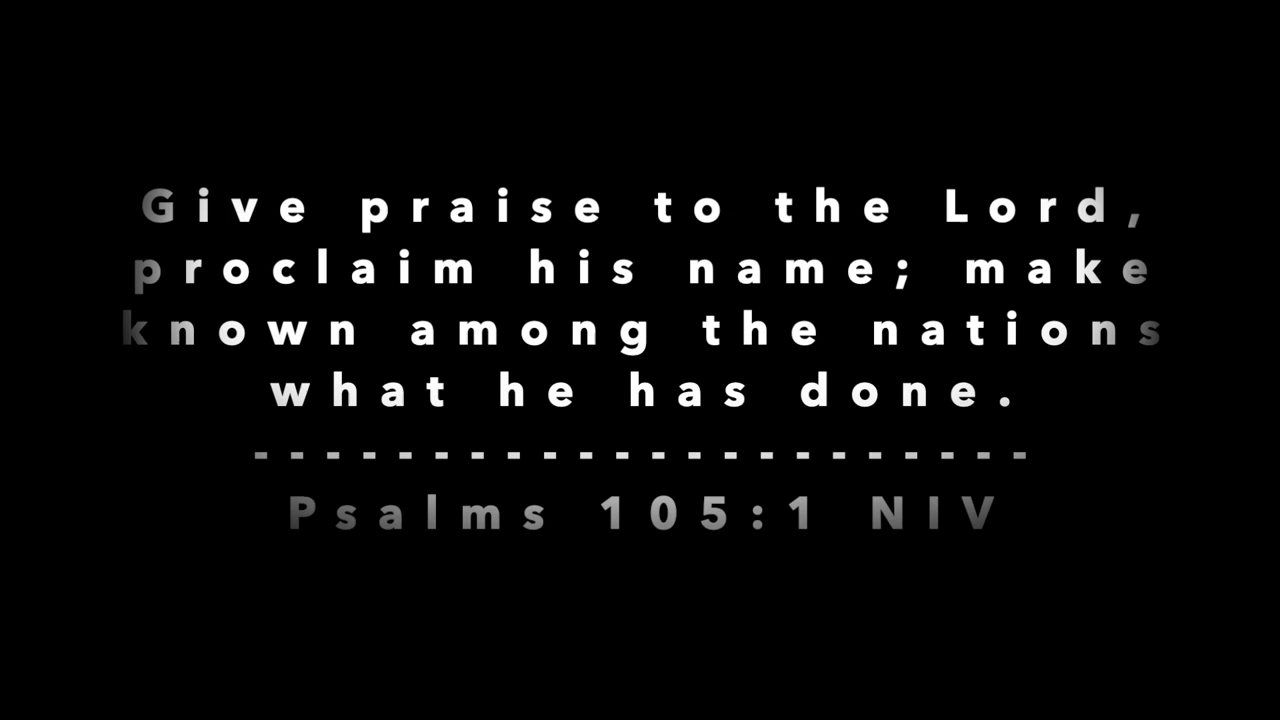 Give praise to the Lord,
proclaim his name; make
known among the nations
what he has done.
----------------------
Psalms 105:1 NIV